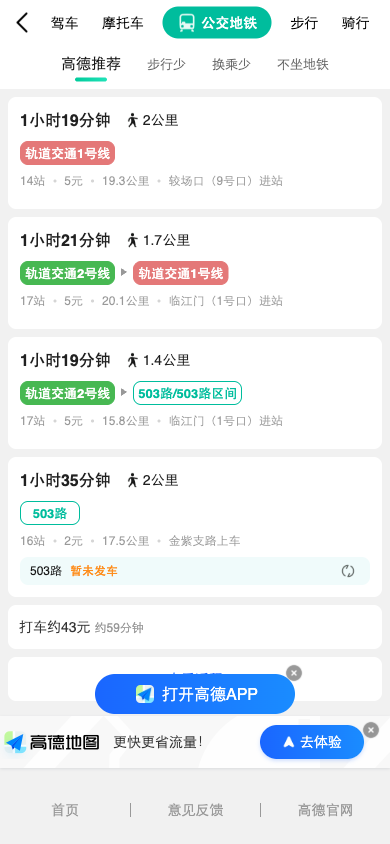 驾车 摩托车 公交地铁 步行 骑行
高德推荐 步行少 换乘少 不坐地铁
1小时19分钟 2公里
轨道交通1号线
14站 • 5元 • 19.3公里 • 较场口（9号口）进站
1小时21分钟 1.7公里
轨道交通2号线 轨道交通1号线
17站 • 5元 • 20.1公里 • 临江门（1号口）进站
1小时19分钟 1.4公里
轨道交通2号线 503路/503路区间
17站 • 5元 • 15.8公里 • 临江门（1号口）进站
1小时35分钟 2公里
503路
16站 • 2元 • 17.5公里 • 金紫支路上车
503路 暂未发车
打车约43元 约59分钟
打开高德APP
高德地图 更快更省流量！ 去体验
首页 | 意见反馈 | 高德官网